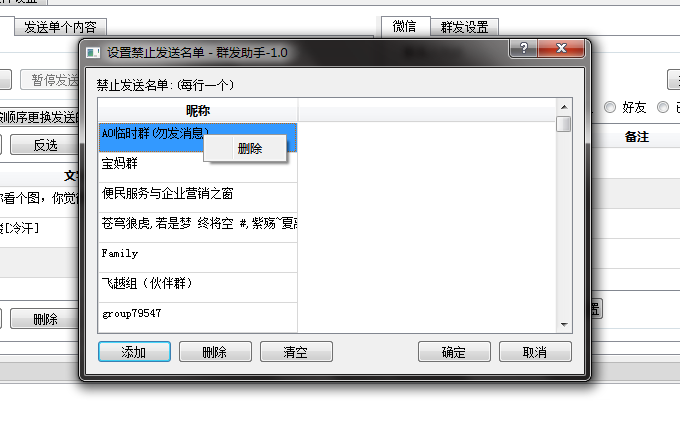 发送单个内容
微信
群发设置
设置禁止发送名单 - 群发助手-1.0
禁止发送名单:(每行一个)
暂停发送
好友
昵称
顺序更换发送的
备注
AO临时群(勿发消息)
反选
删除
宝妈群
看个图，你觉得
便民服务与企业营销之窗
[冷汗]
苍穹狼虎,若是梦 终将空 #,紫殇~夏
Family
飞越组（伙伴群）
group79547
删除
添加
删除
清空
确定
取消